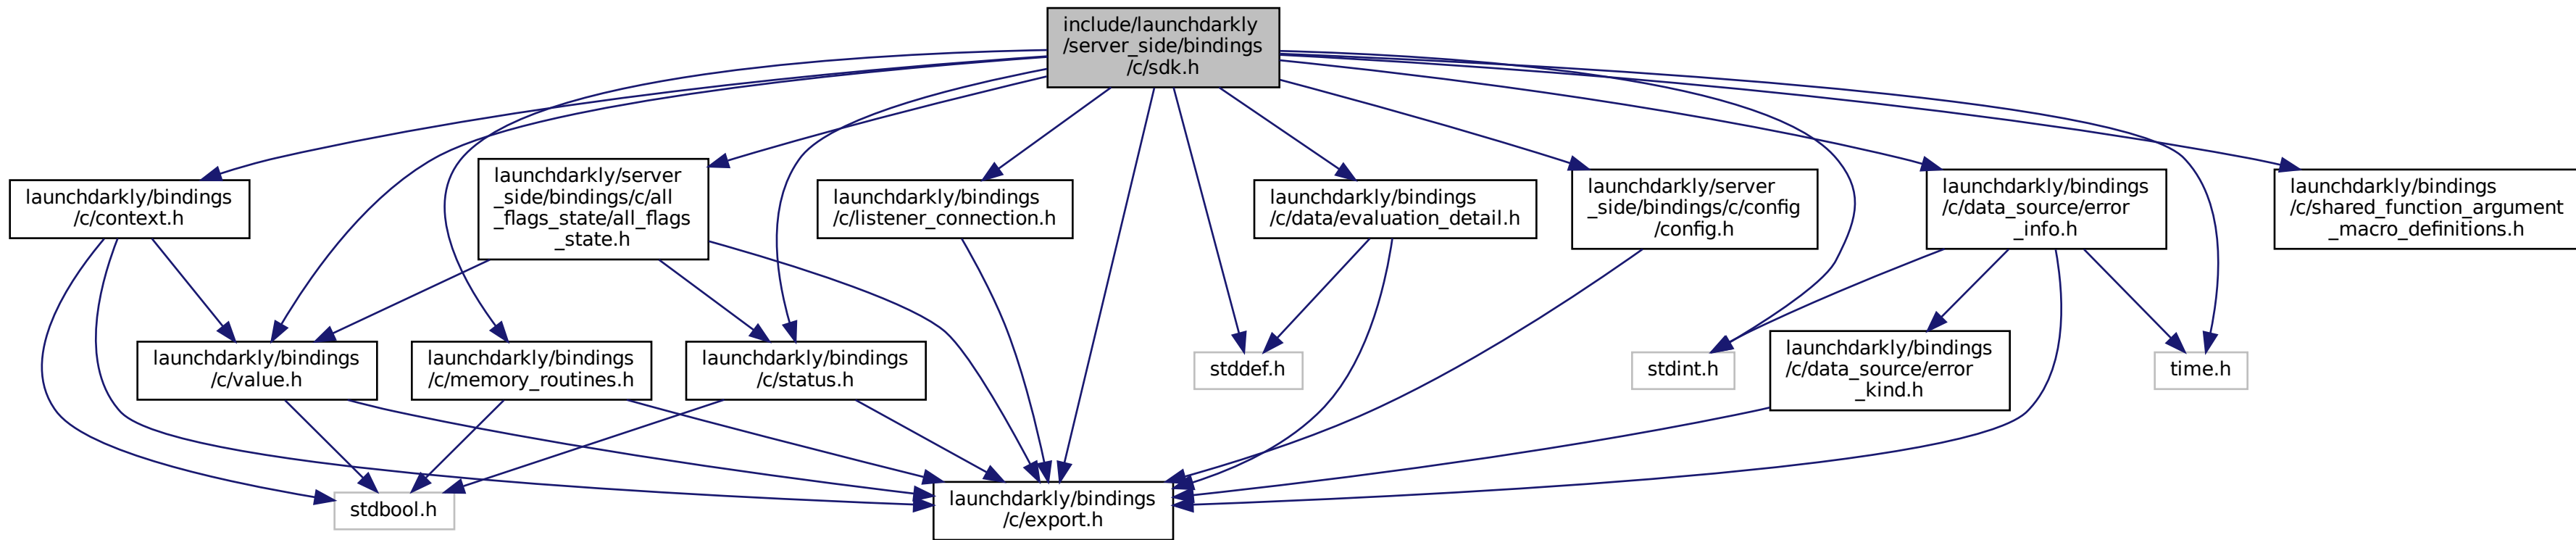 include/launchdarkly
/server_side/bindings
/c/sdk.h
launchdarkly/bindings
/c/context.h
launchdarkly/server
_side/bindings/c/all
_flags_state/all_flags
_state.h
launchdarkly/bindings
/c/listener_connection.h
launchdarkly/bindings
/c/data/evaluation_detail.h
launchdarkly/server
_side/bindings/c/config
/config.h
launchdarkly/bindings
/c/data_source/error
_info.h
launchdarkly/bindings
/c/shared_function_argument
_macro_definitions.h
launchdarkly/bindings
/c/value.h
launchdarkly/bindings
/c/memory_routines.h
launchdarkly/bindings
/c/status.h
stddef.h
stdint.h
launchdarkly/bindings
/c/data_source/error
_kind.h
time.h
stdbool.h
launchdarkly/bindings
/c/export.h